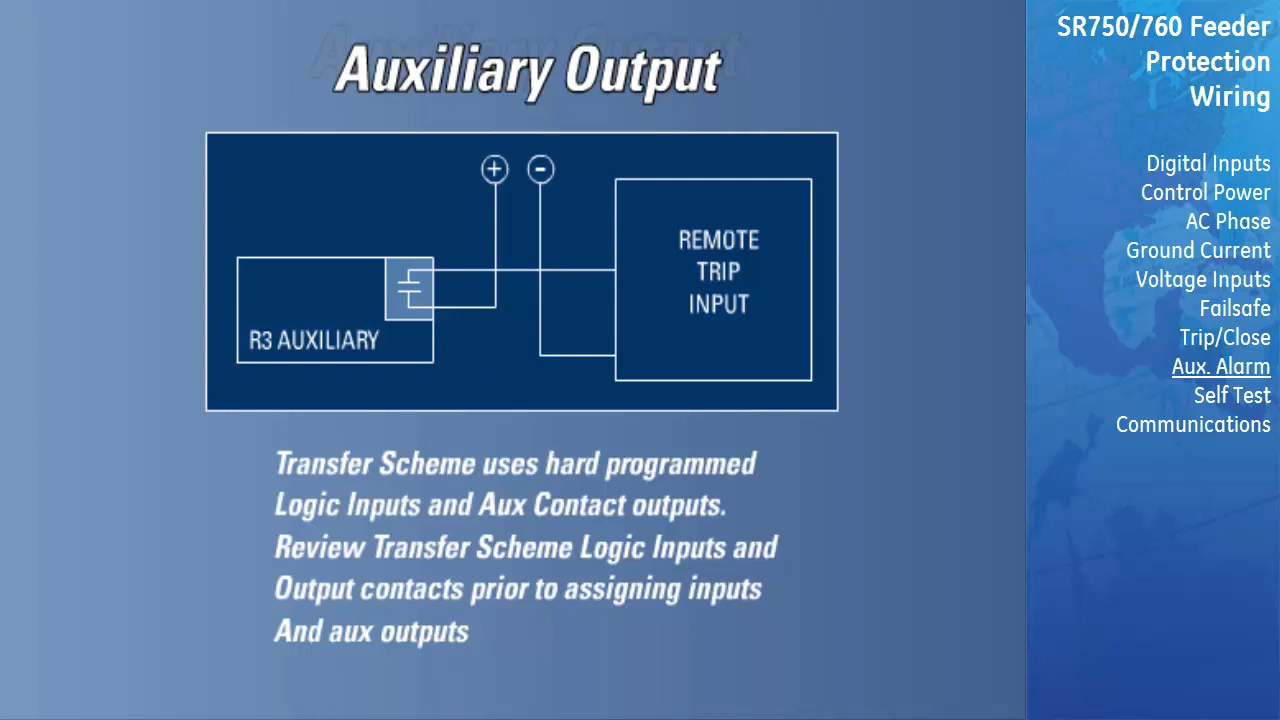 Auxiliary Output
+ -
REMOTE
TRIP
INPUT
R3 AUXILIARY
Transfer Scheme uses hard programmed
Logic Inputs and Aux Contact outputs.
Review Transfer Scheme Logic Inputs and
Output contacts prior to assigning inputs
And aux outputs
SR750/760 Feeder
Protection
Wiring
Digital Inputs
Control Power
AC Phase
Ground Current
Voltage Inputs
Failsafe
Trip/Close
Aux. Alarm
Self Test
Communications